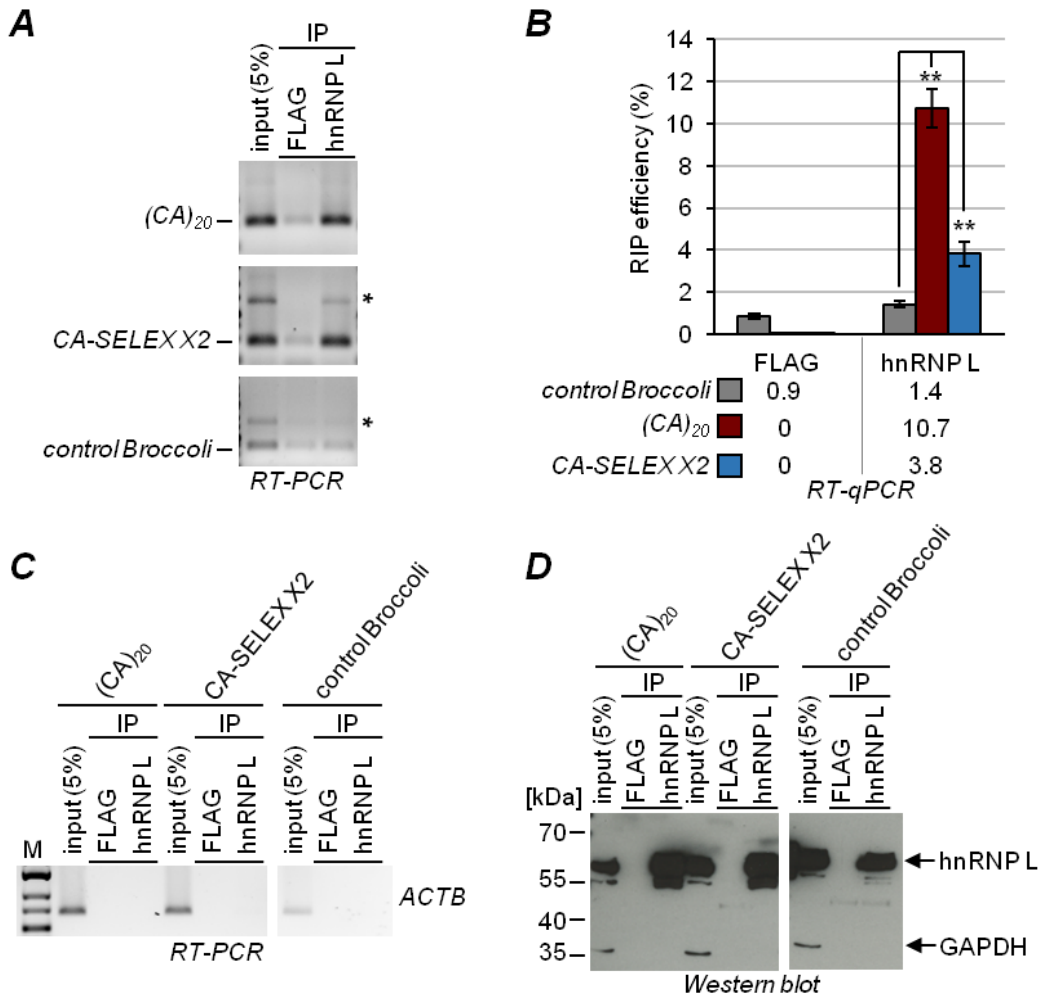 A
IP
input (5%)
FLAG
hnRNP L
(CA)20
*
CA-SELEX X2
*
control Broccoli
RT-PCR
B
14
12
10
8
6
4
2
0
RIP efficiency (%)
**
**
FLAG hnRNP L
control Broccoli 0.9 1.4
(CA)20 0 10.7
CA-SELEX X2 0 3.8
RT-qPCR
C
(CA)20
CA-SELEX X2
control Broccoli
IP IP IP
input (5%) FLAG hnRNP L input (5%) FLAG hnRNP L input (5%) FLAG hnRNP L
M
ACTB
RT-PCR
D
(CA)20
CA-SELEX X2
control Broccoli
IP IP IP
input (5%) FLAG hnRNP L input (5%) FLAG hnRNP L input (5%) FLAG hnRNP L
[kDa]
70
55
40
35
hnRNP L
GAPDH
Western blot